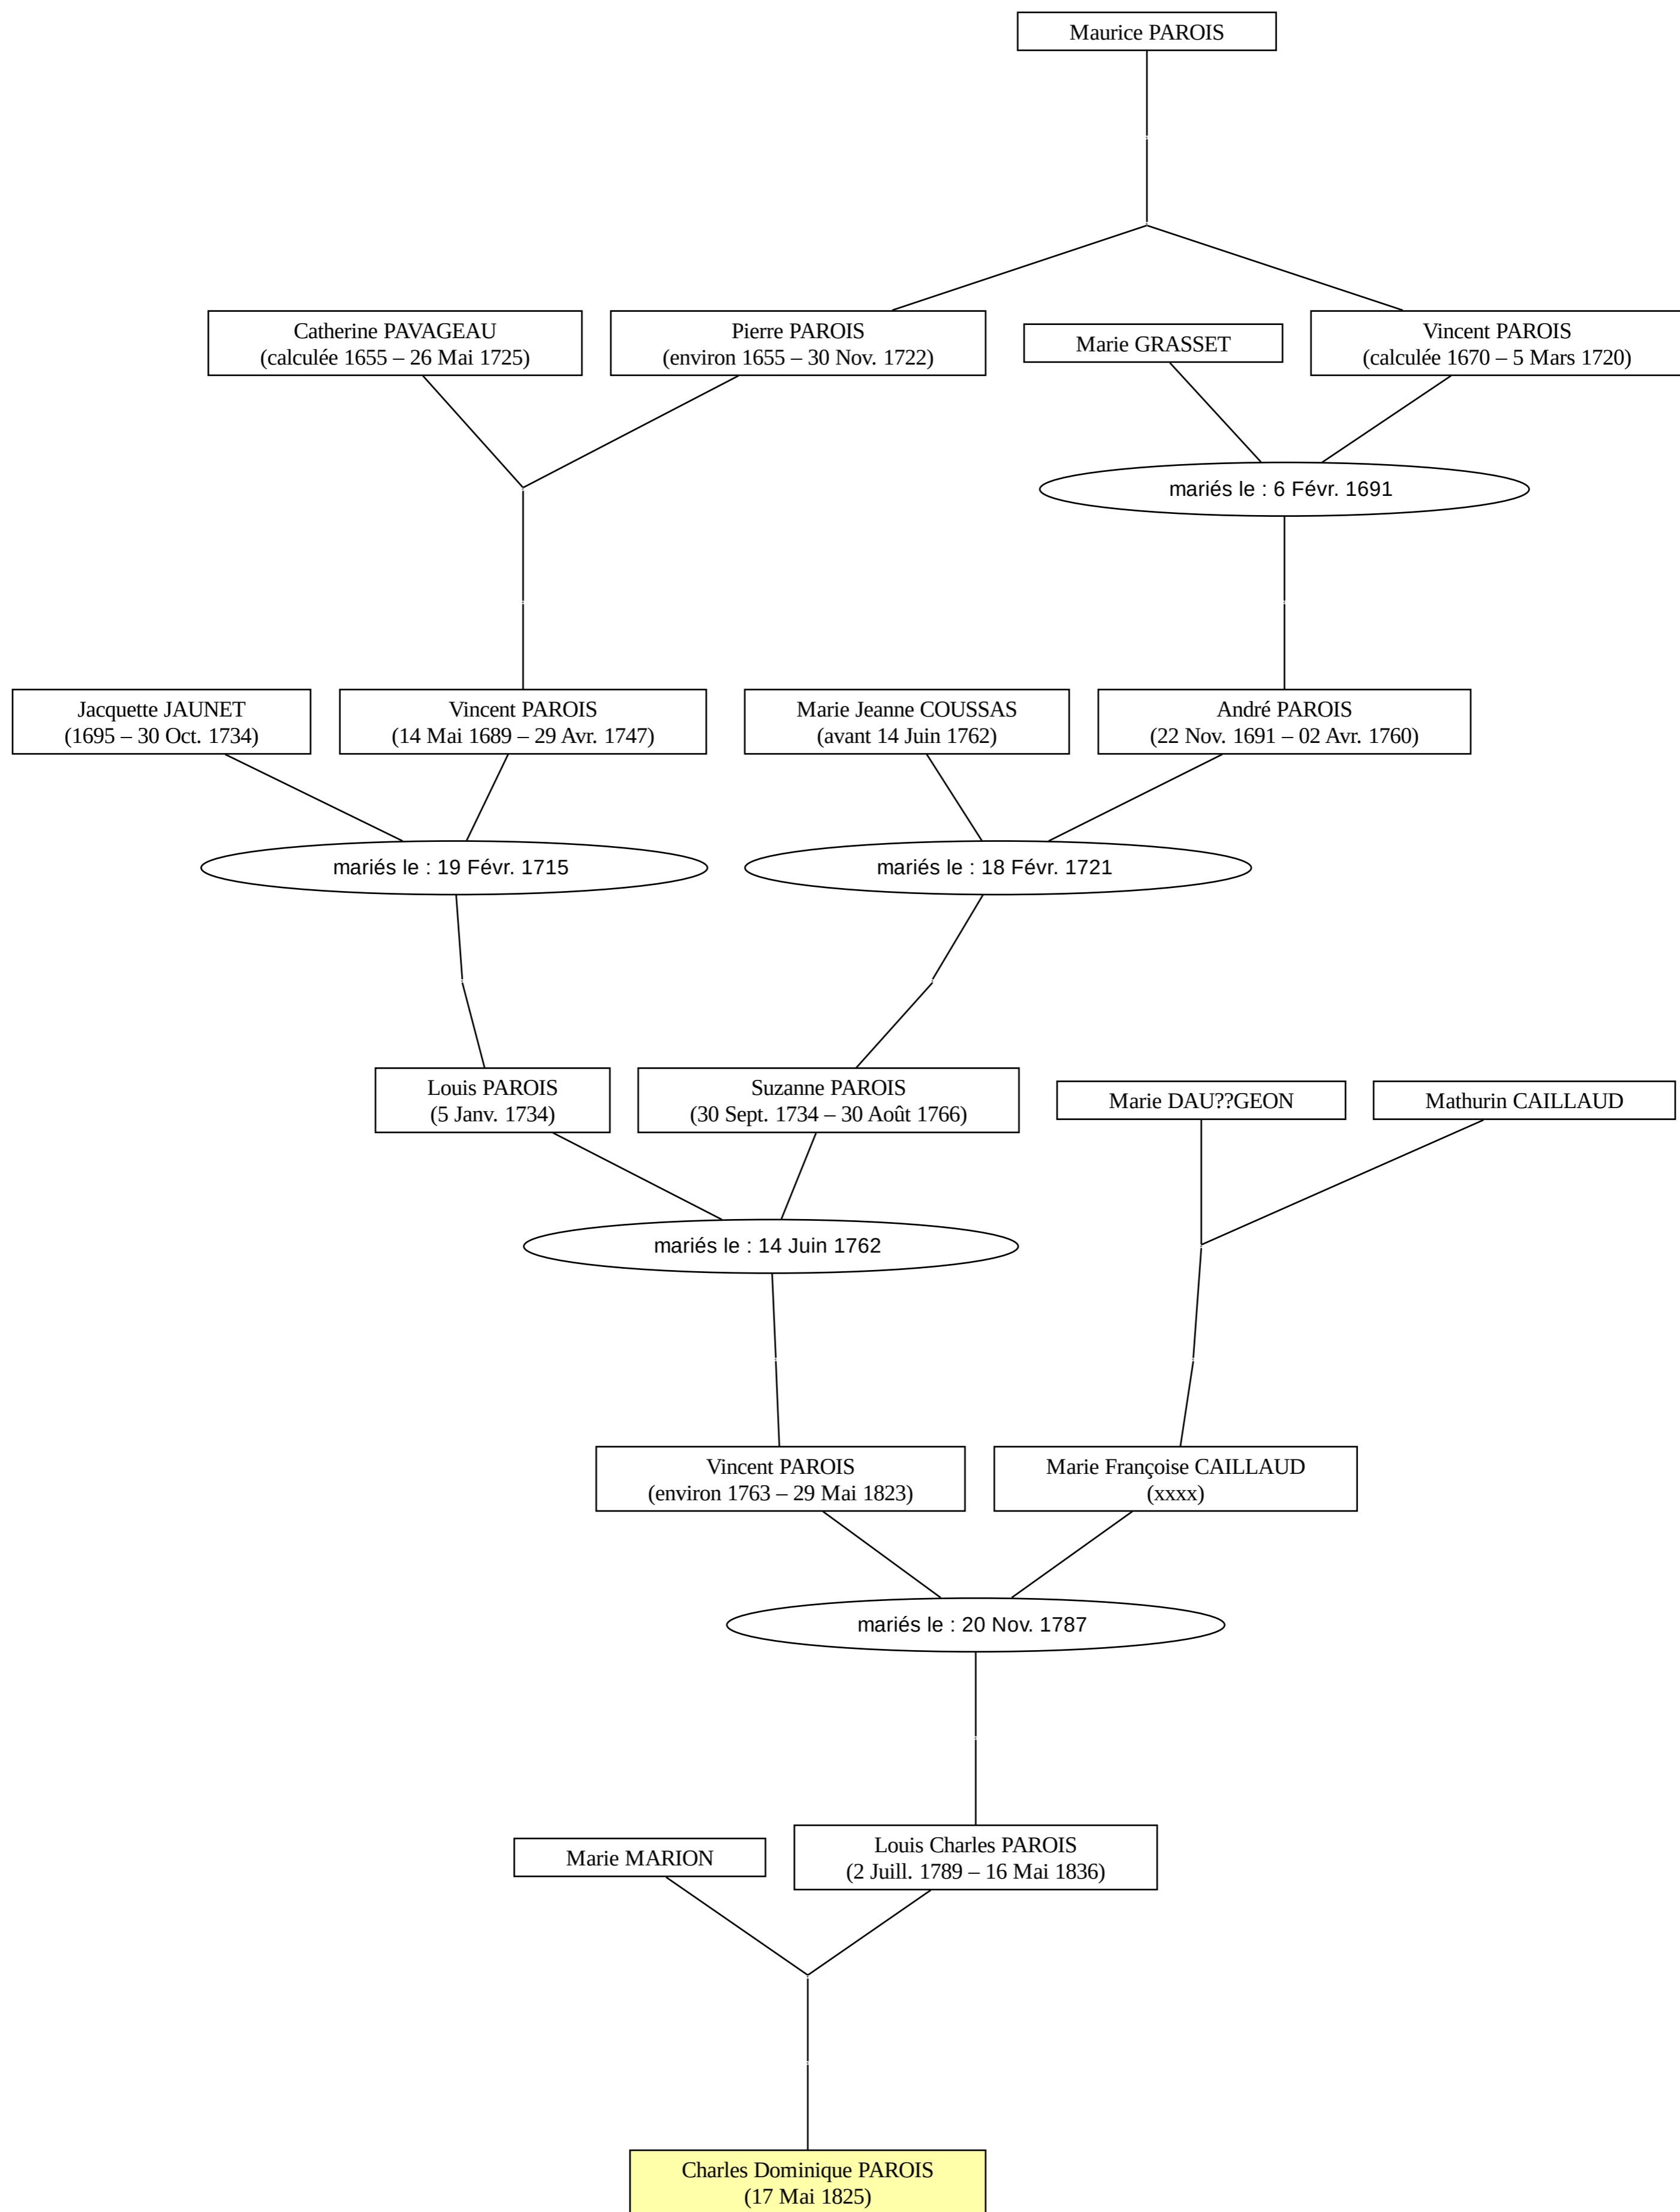 Maurice PAROIS
Catherine PAVAGEAU
(calculée 1655 – 26 Mai 1725)
Pierre PAROIS
(environ 1655 – 30 Nov. 1722)
Marie GRASSET
Vincent PAROIS
(calculée 1670 – 5 Mars 1720)
mariés le : 6 Févr. 1691
Jacquette JAUNET
(1695 – 30 Oct. 1734)
Vincent PAROIS
(14 Mai 1689 – 29 Avr. 1747)
Marie Jeanne COUSSAS
(avant 14 Juin 1762)
André PAROIS
(22 Nov. 1691 – 02 Avr. 1760)
mariés le : 19 Févr. 1715
mariés le : 18 Févr. 1721
Louis PAROIS
(5 Janv. 1734)
Suzanne PAROIS
(30 Sept. 1734 – 30 Août 1766)
Marie DAU??GEON
Mathurin CAILLAUD
mariés le : 14 Juin 1762
Vincent PAROIS
(environ 1763 – 29 Mai 1823)
Marie Françoise CAILLAUD
(xxxx)
mariés le : 20 Nov. 1787
Marie MARION
Louis Charles PAROIS
(2 Juill. 1789 – 16 Mai 1836)
Charles Dominique PAROIS
(17 Mai 1825)